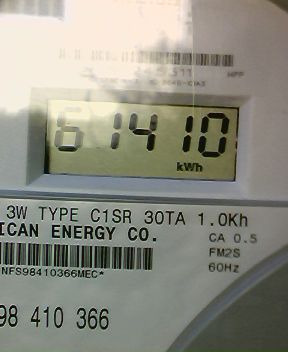 61410
kWh
3W TYPE C1SR 30TA 1.0Kh
ICAN ENERGY CO.
CA 0.5
FM2S
60Hz
NFS98410366MEC*
98 410 366